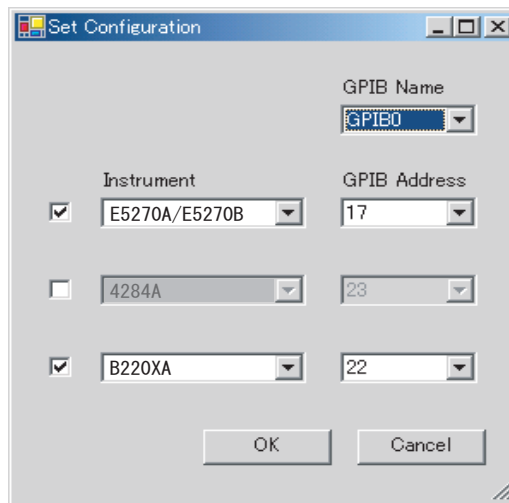 Set Configuration
GPIB Name
GPIB0
Instrument GPIB Address
E5270A/E5270B 17
4284A 23
B220XA 22
OK Cancel